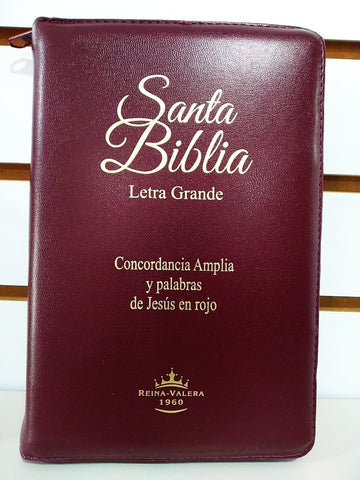 Santa
Biblia
Letra Grande
Concordancia Amplia
y palabras
de Jesús en rojo
REINA-VALERA
1960